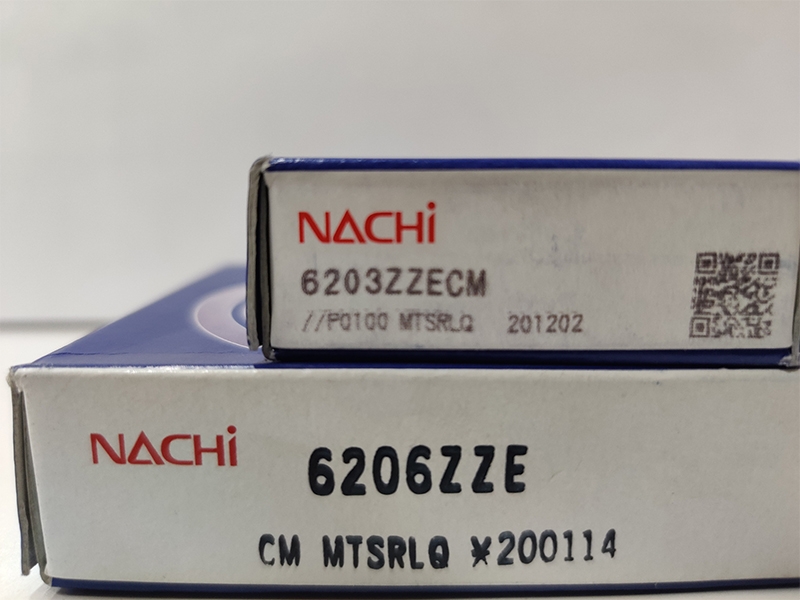 NACHi
6203ZZECM
//P0100 MTSRLQ 201202
NACHi
6206ZZE
CM MTSRLQ *200114